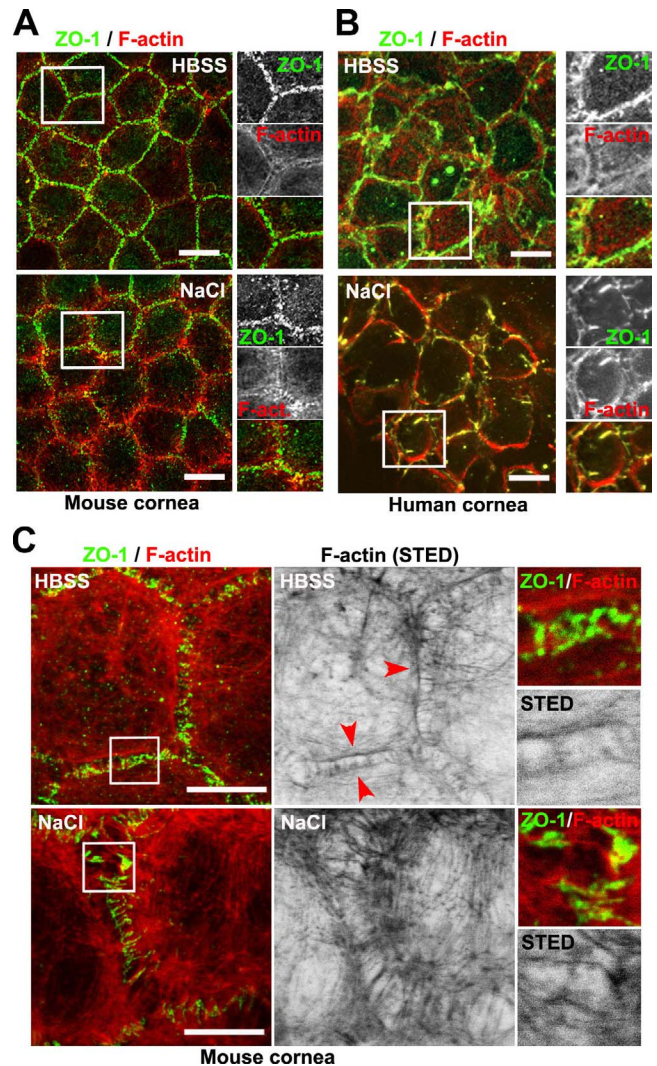 A
ZO-1 / F-actin
HBSS
ZO-1
F-actin
NaCl
ZO-1
F-act
Mouse cornea
B
ZO-1 / F-actin
HBSS
ZO-1
F-actin
NaCl
ZO-1
F-actin
Human cornea
C
ZO-1 / F-actin
F-actin (STED)
HBSS
HBSS
ZO-1/F-actin
STED
NaCl
NaCl
ZO-1/F-actin
STED
Mouse cornea